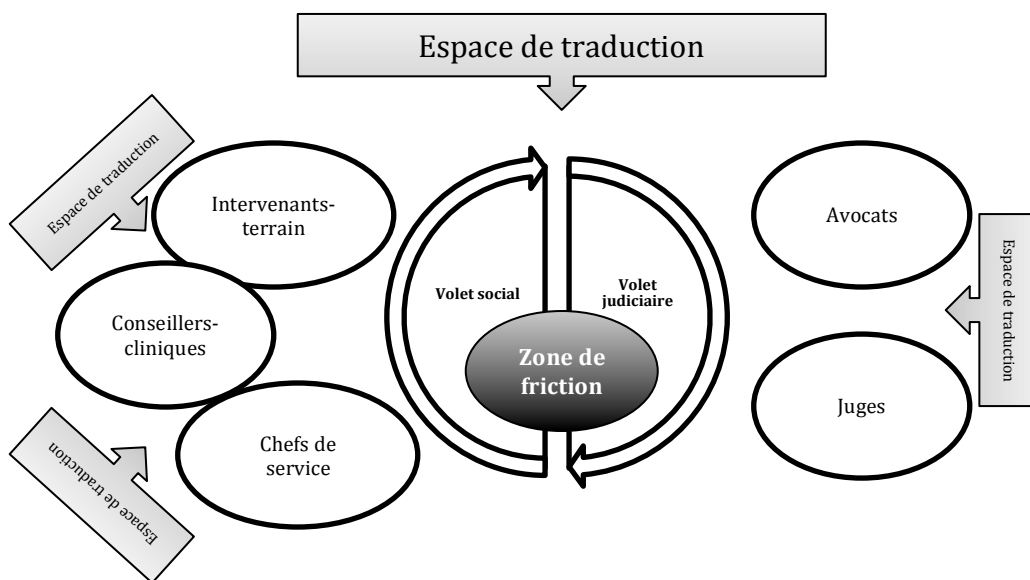 Espace de traduction
Espace de traduction
Intervenants-
terrain
Conseillers-
cliniques
Chefs de
service
Espace de traduction
Volet social
Volet
judiciaire
Zone de
friction
Avocats
Juges
Espace de traduction